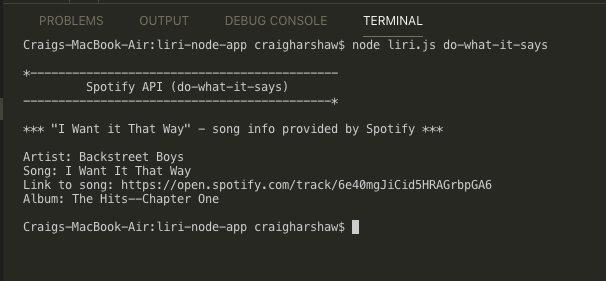 PROBLEMS OUTPUT DEBUG CONSOLE TERMINAL
Craigs-MacBook-Air:liri-node-app craigharshaw$ node liri.js do-what-it-says
*--------------------------------------------
Spotify API (do-what-it-says)
--------------------------------------------*
*** "I Want it That Way" - song info provided by Spotify ***
Artist: Backstreet Boys
Song: I Want It That Way
Link to song: https://open.spotify.com/track/6e40mgJiCid5HRAGrbpGA6
Album: The Hits--Chapter One
Craigs-MacBook-Air:liri-node-app craigharshaw$